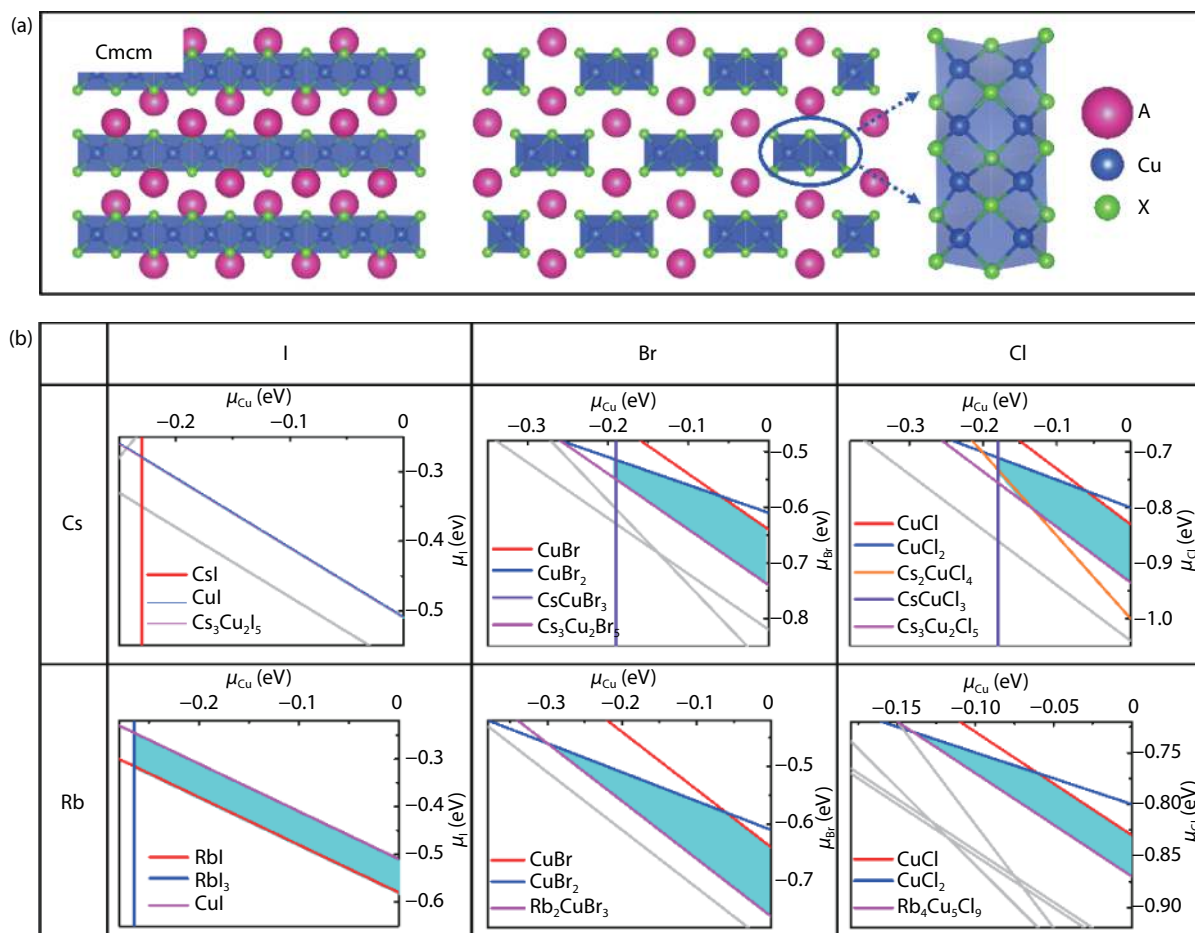 (a)
Cmcm
A
Cu
X
(b)
I
Br
Cl
Cs
μCu (eV)
−0.2
−0.1
0
−0.3
−0.4
−0.5
μI (ev)
CsI
CuI
Cs3Cu2I5
μCu (eV)
−0.3
−0.2
−0.1
0
−0.5
−0.6
−0.7
−0.8
μBr (ev)
CuBr
CuBr2
CsCuBr3
Cs3Cu2Br5
μCu (eV)
−0.3
−0.2
−0.1
0
−0.7
−0.8
−0.9
−1.0
μCl (eV)
CuCl
CuCl2
Cs2CuCl4
CsCuCl3
Cs3Cu2Cl5
Rb
μCu (eV)
−0.2
−0.1
0
−0.3
−0.4
−0.5
−0.6
μI (eV)
RbI
RbI3
CuI
μCu (eV)
−0.3
−0.2
−0.1
0
−0.5
−0.6
−0.7
μBr (eV)
CuBr
CuBr2
Rb2CuBr3
μCu (eV)
−0.15
−0.10
−0.05
0
−0.75
−0.80
−0.85
−0.90
μCl (eV)
CuCl
CuCl2
Rb4Cu5Cl9